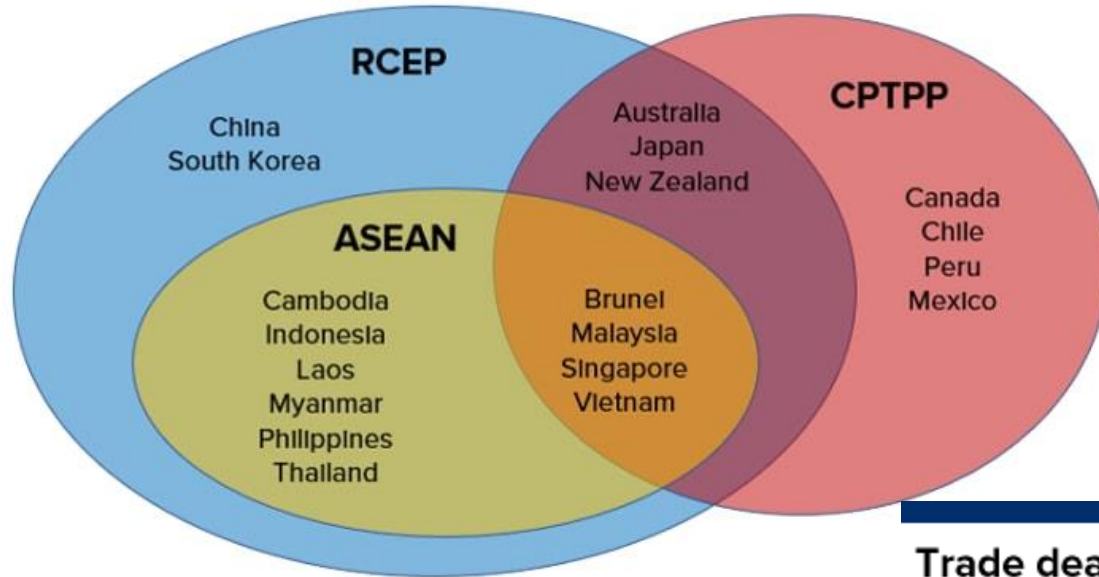 RCEP
China
South Korea
ASEAN
Cambodia
Indonesia
Laos
Myanmar
Philippines
Thailand
Australia
Japan
New Zealand
Brunei
Malaysia
Singapore
Vietnam
CPTPP
Canada
Chile
Peru
Mexico
Trade